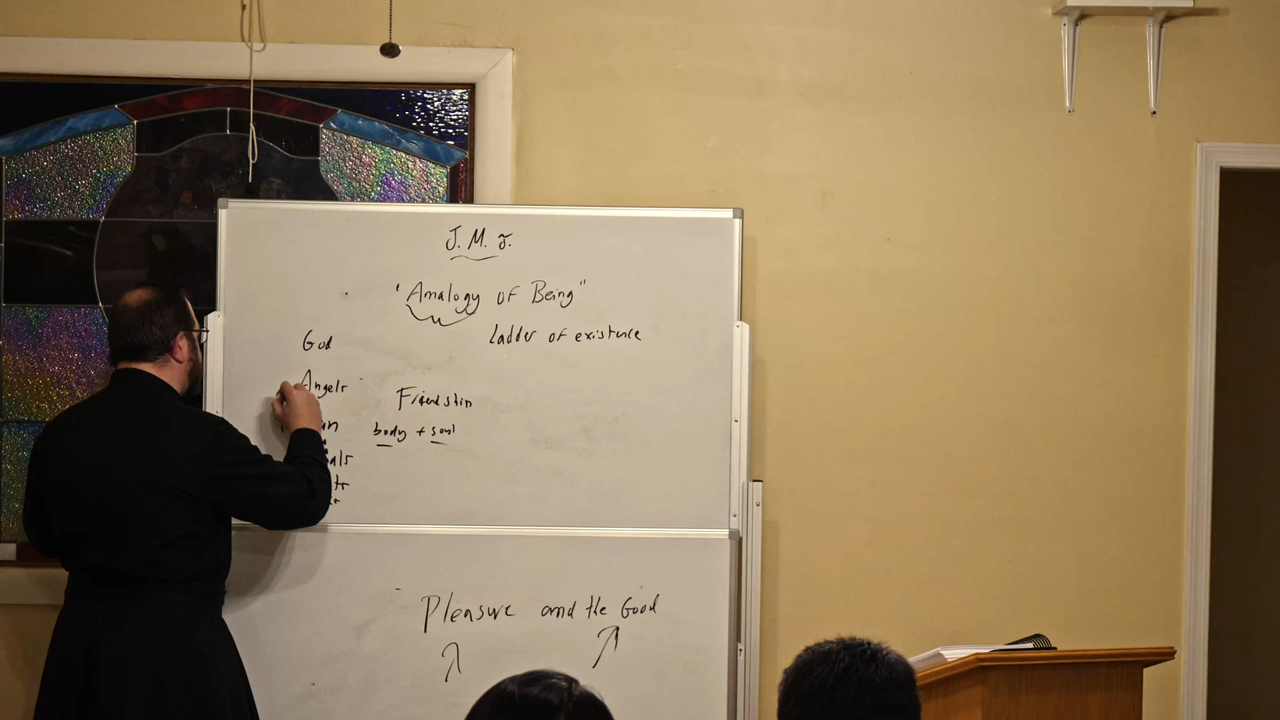 J. M. J.
"Analogy of Being"
Ladder of existence
God
Angels
Friendship
body + soul
Pleasure and the Good